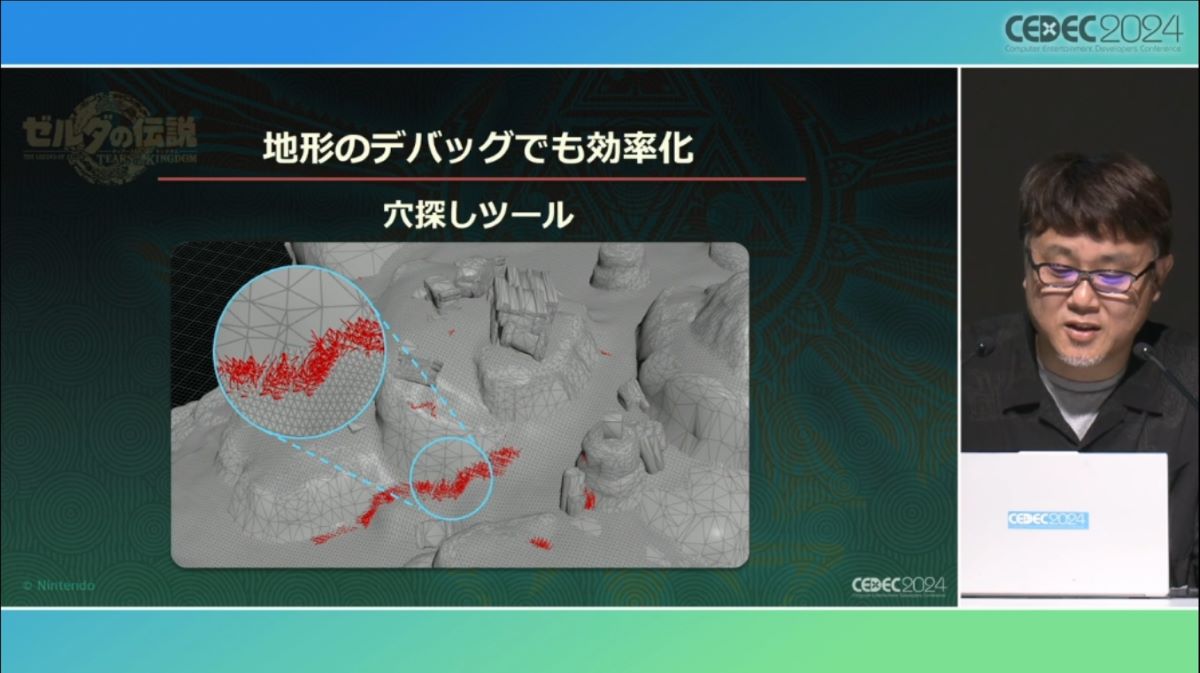 CEDEC2024
Computer Entertainment Developers Conference
ゼルダの伝説
THE LEGEND OF ZELDA
TEARS OF THE KINGDOM
地形のデバッグでも効率化
穴探しツール
© Nintendo
CEDEC2024
Computer Entertainment Developers Conference
CEDEC2024